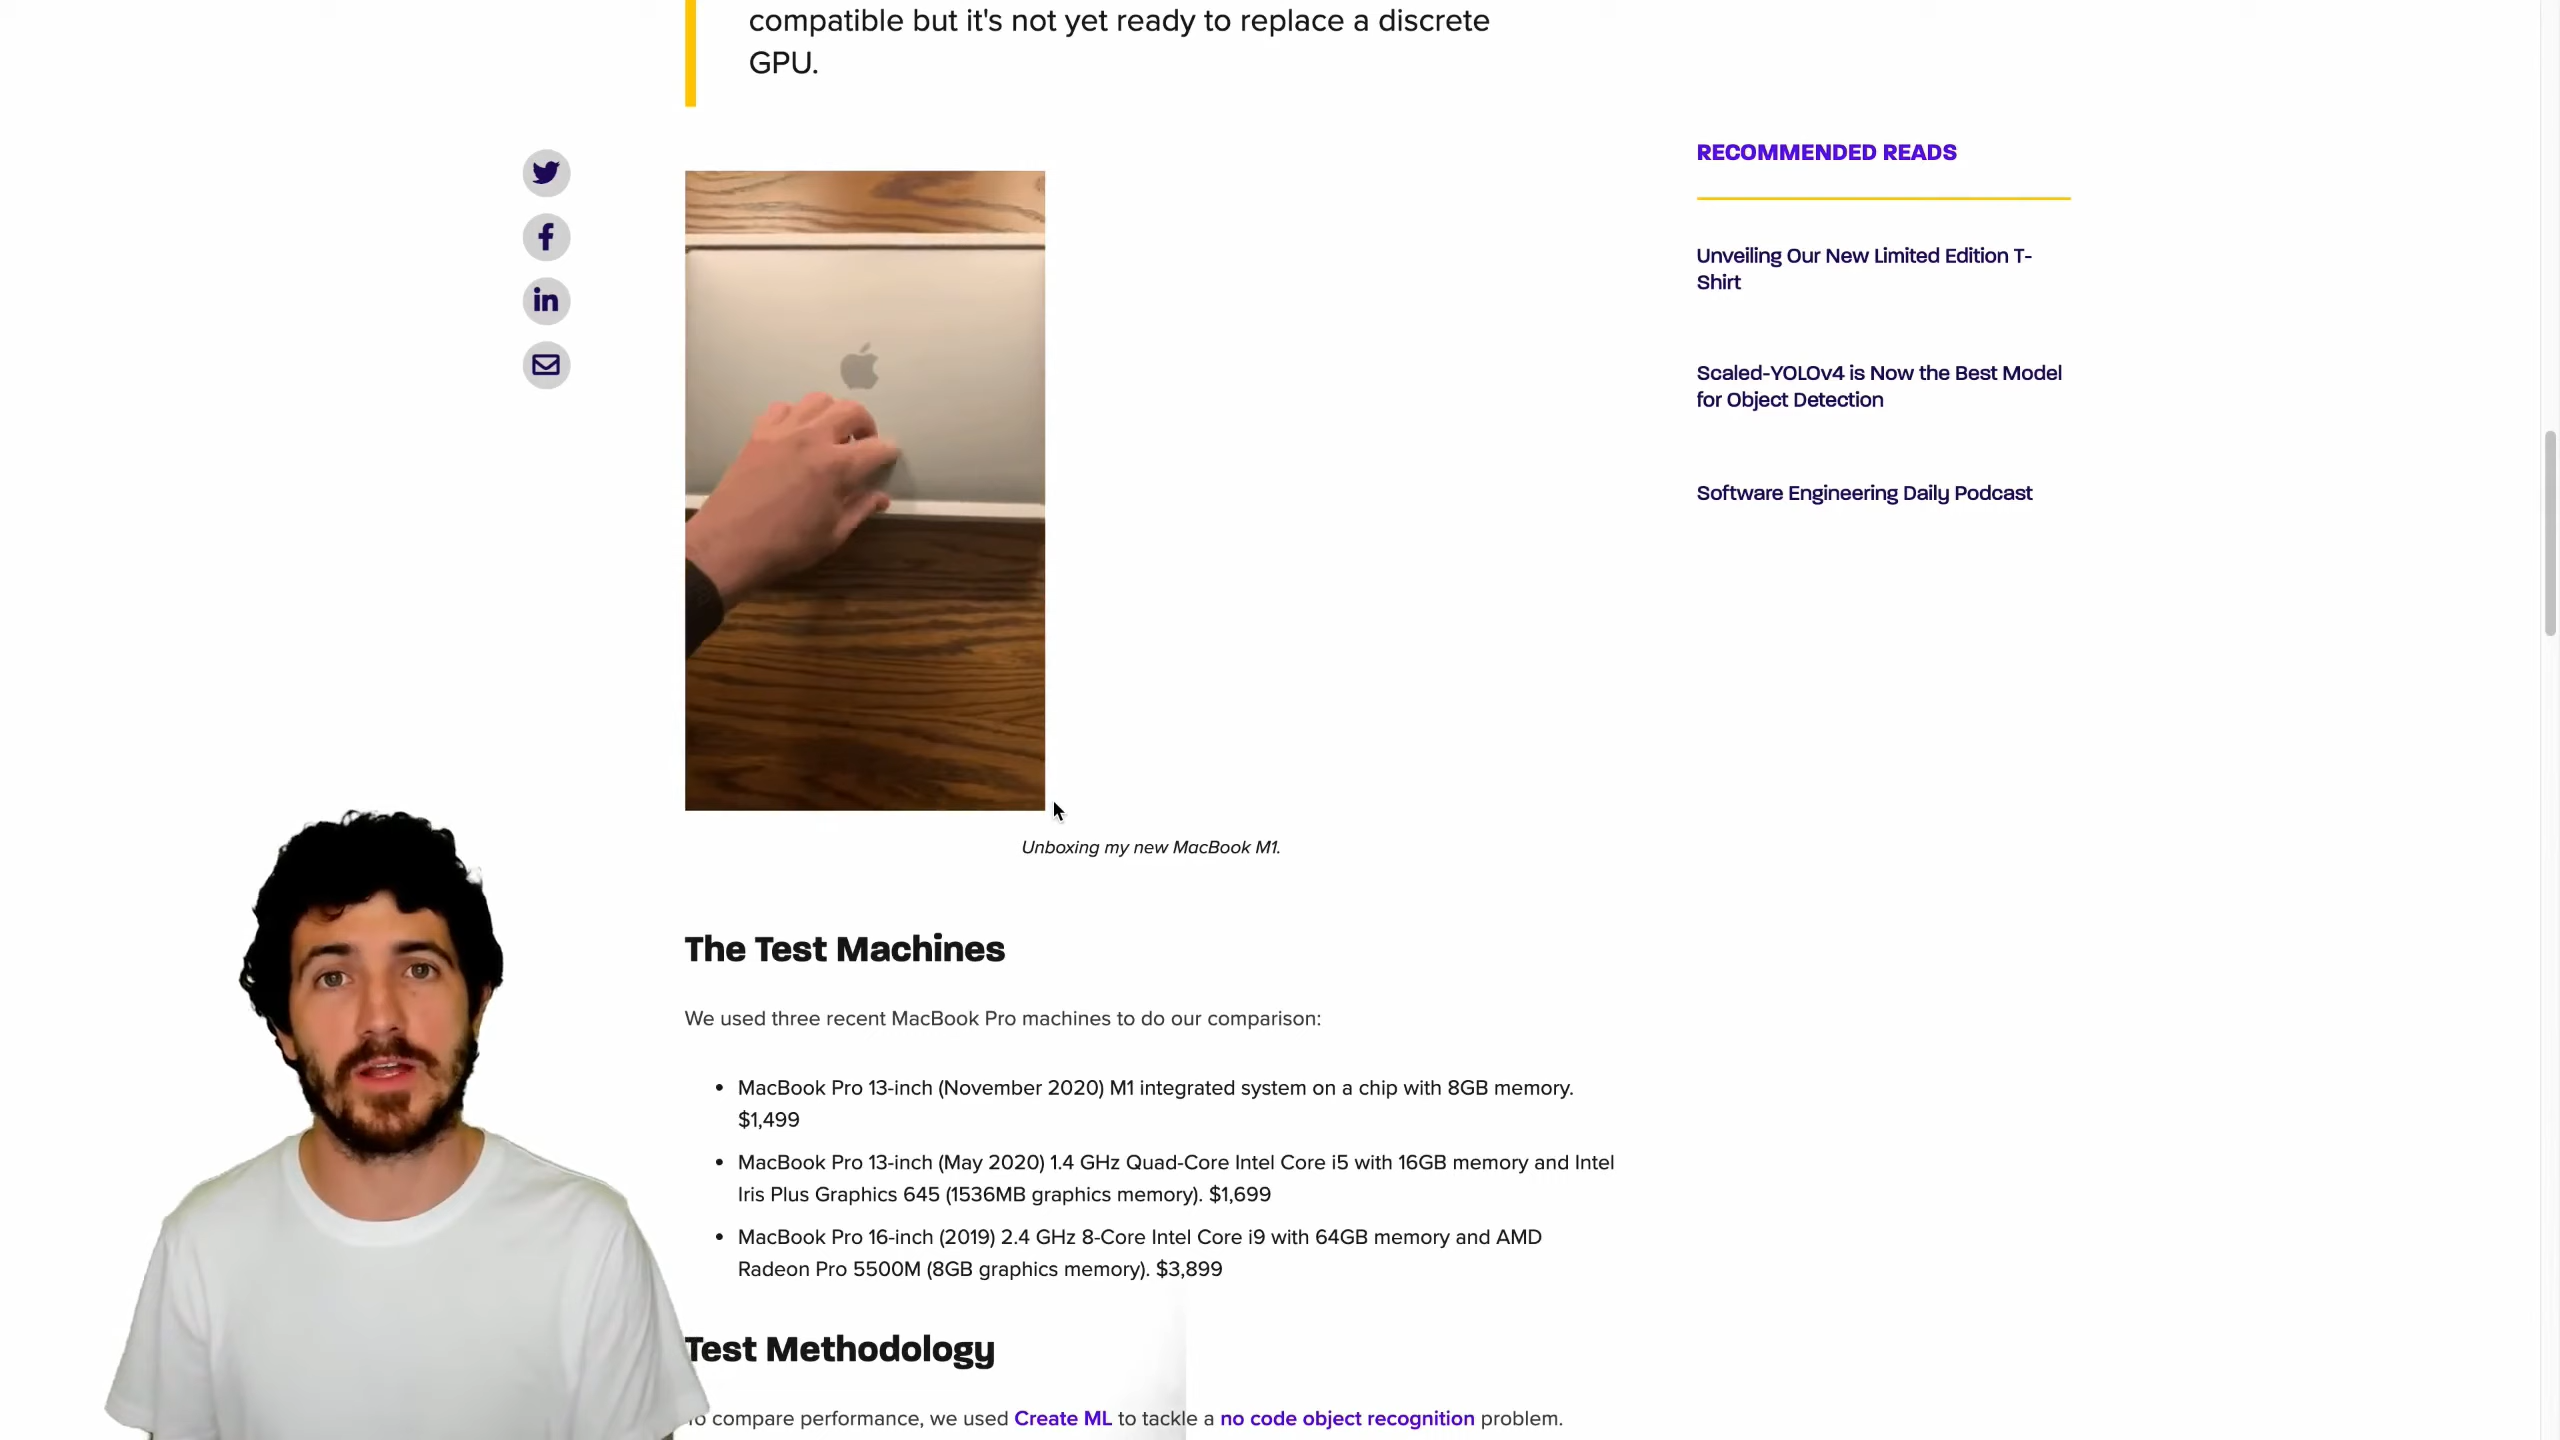 compatible but it's not yet ready to replace a discrete
GPU.
RECOMMENDED READS
Unveiling Our New Limited Edition T-
Shirt
Scaled-YOLOv4 is Now the Best Model
for Object Detection
Software Engineering Daily Podcast
Unboxing my new MacBook M1.
The Test Machines
We used three recent MacBook Pro machines to do our comparison:
• MacBook Pro 13-inch (November 2020) M1 integrated system on a chip with 8GB memory.
$1,499
• MacBook Pro 13-inch (May 2020) 1.4 GHz Quad-Core Intel Core i5 with 16GB memory and Intel
Iris Plus Graphics 645 (1536MB graphics memory). $1,699
• MacBook Pro 16-inch (2019) 2.4 GHz 8-Core Intel Core i9 with 64GB memory and AMD
Radeon Pro 5500M (8GB graphics memory). $3,899
Test Methodology
To compare performance, we used Create ML to tackle a no code object recognition problem.